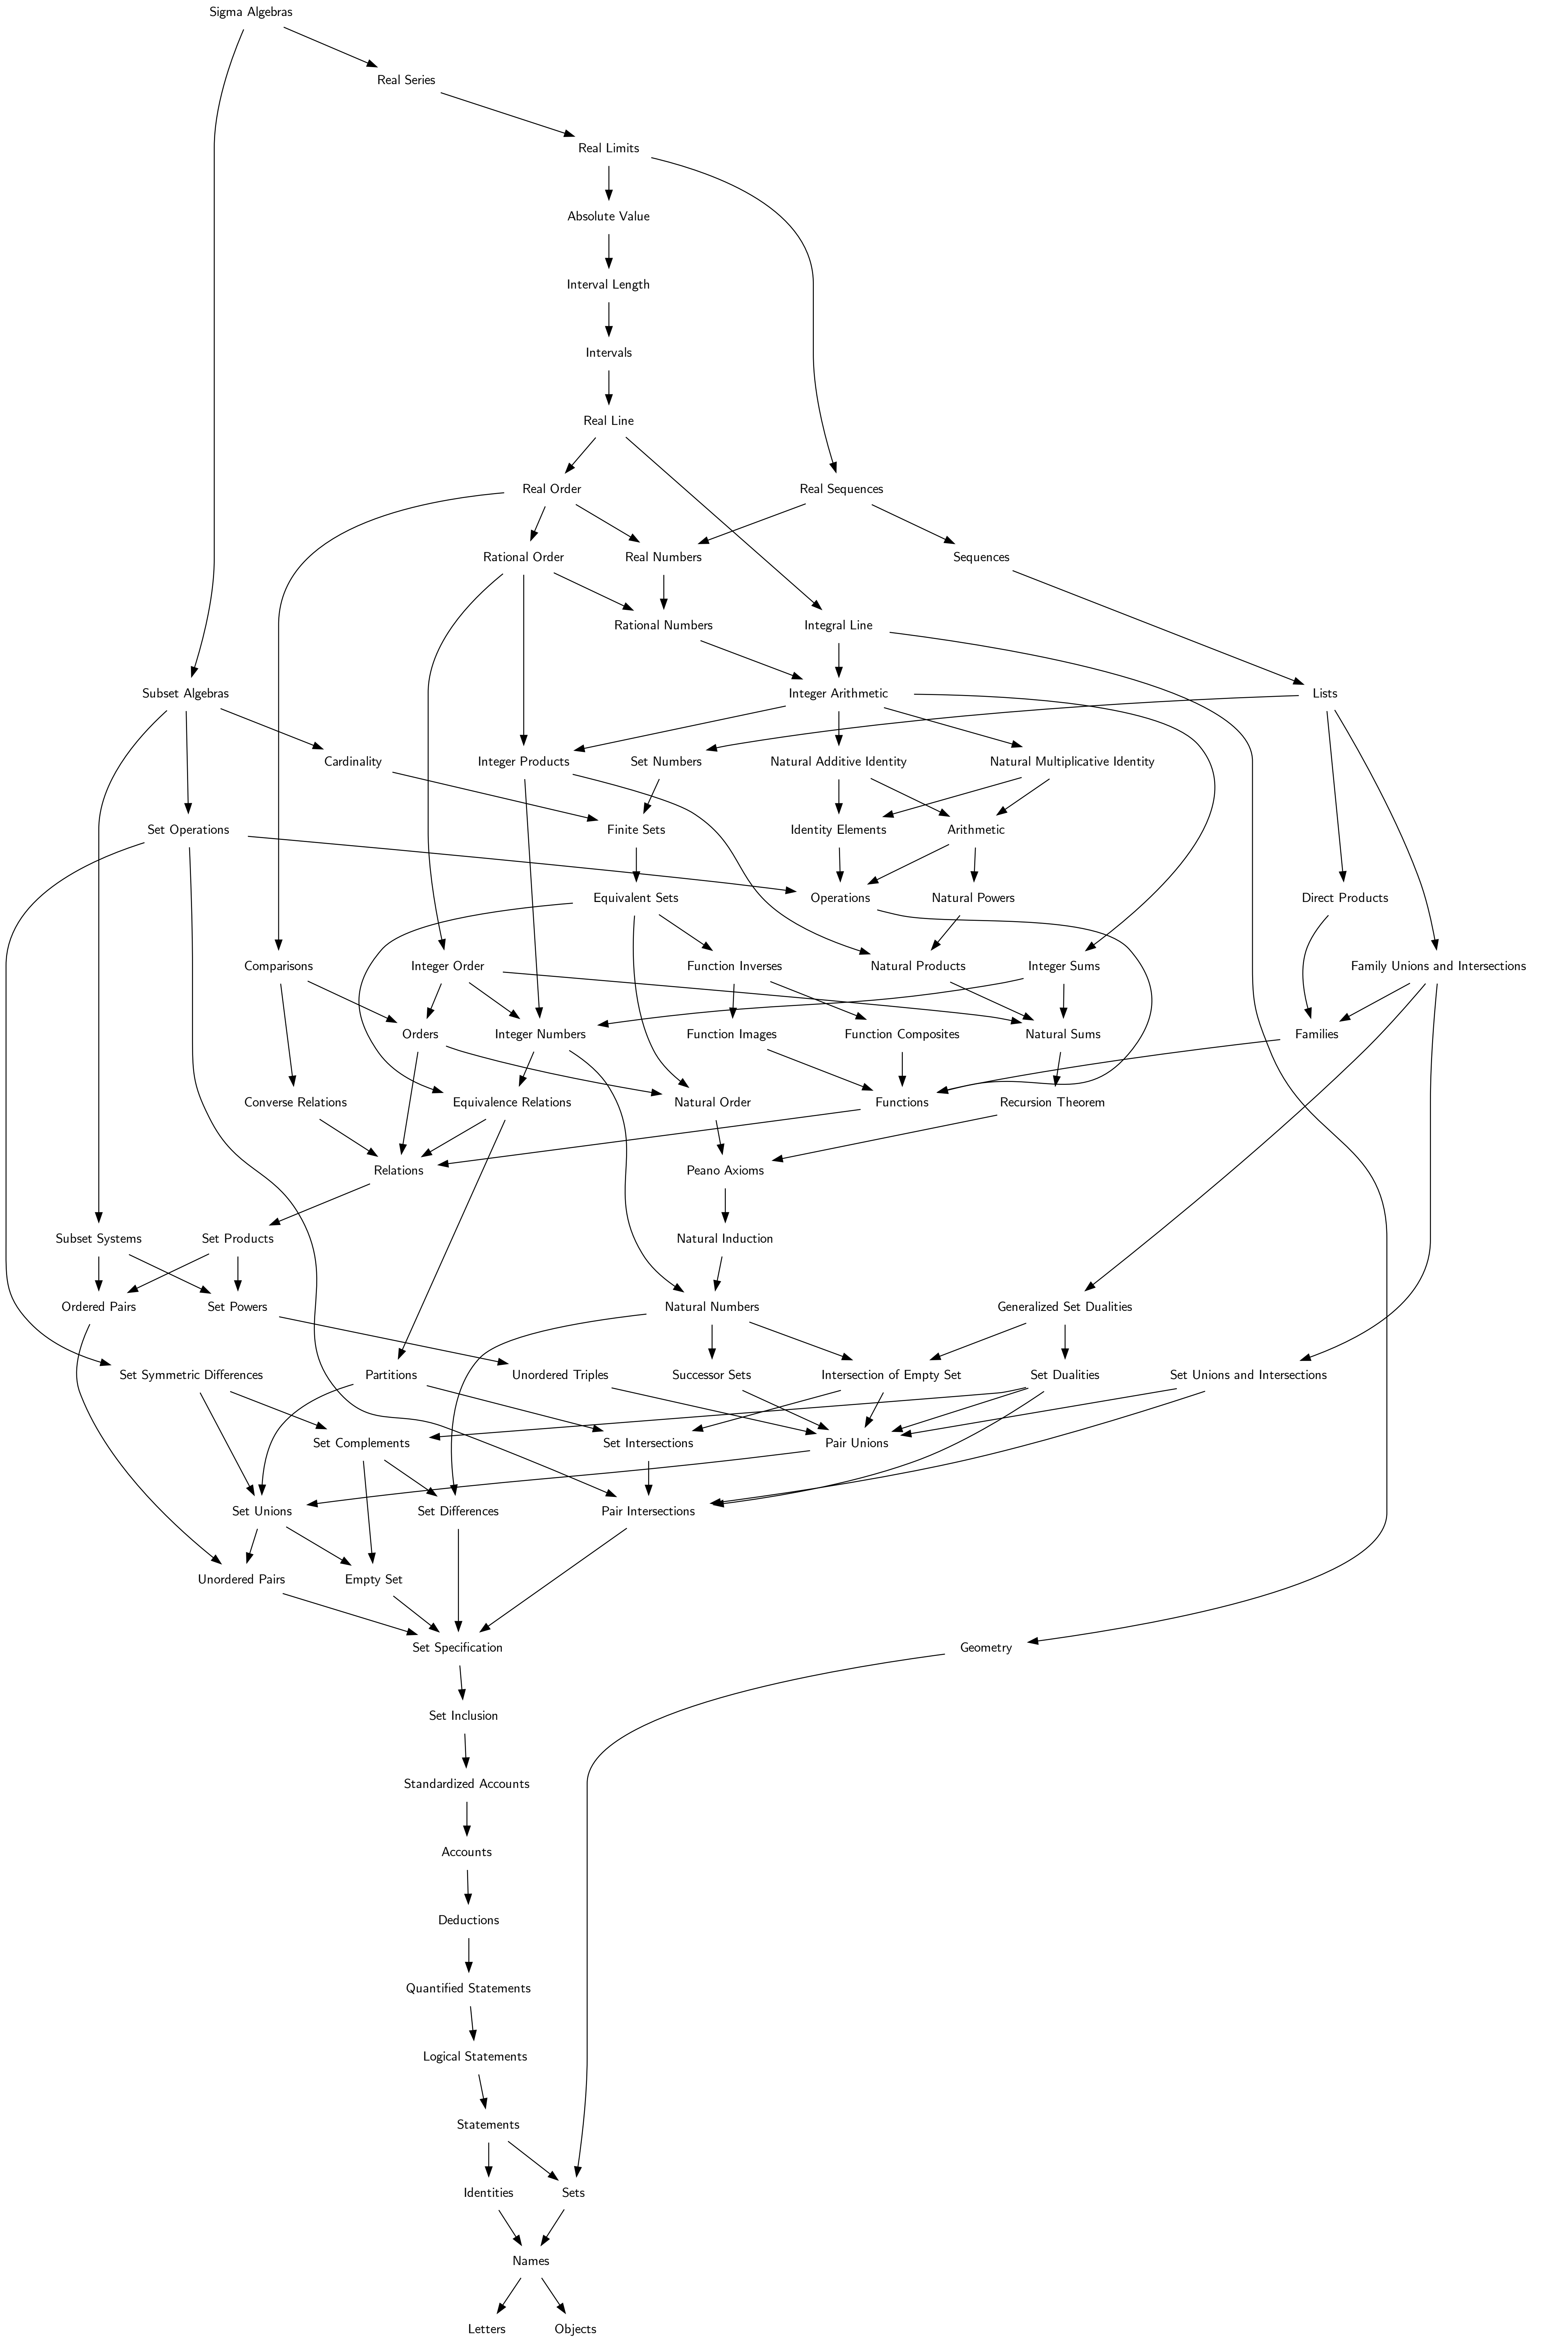 Sigma Algebras
Real Series
Real Limits
Absolute Value
Interval Length
Intervals
Real Line
Real Order
Real Sequences
Rational Order
Real Numbers
Sequences
Rational Numbers
Integral Line
Subset Algebras
Integer Arithmetic
Lists
Cardinality
Integer Products
Set Numbers
Natural Additive Identity
Natural Multiplicative Identity
Set Operations
Finite Sets
Identity Elements
Arithmetic
Equivalent Sets
Operations
Natural Powers
Direct Products
Comparisons
Integer Order
Function Inverses
Natural Products
Integer Sums
Family Unions and Intersections
Orders
Integer Numbers
Function Images
Function Composites
Natural Sums
Families
Converse Relations
Equivalence Relations
Natural Order
Functions
Recursion Theorem
Relations
Peano Axioms
Subset Systems
Set Products
Natural Induction
Ordered Pairs
Set Powers
Natural Numbers
Generalized Set Dualities
Set Symmetric Differences
Partitions
Unordered Triples
Successor Sets
Intersection of Empty Set
Set Dualities
Set Unions and Intersections
Set Complements
Set Intersections
Pair Unions
Set Unions
Set Differences
Pair Intersections
Unordered Pairs
Empty Set
Set Specification
Geometry
Set Inclusion
Standardized Accounts
Accounts
Deductions
Quantified Statements
Logical Statements
Statements
Identities
Sets
Names
Letters
Objects